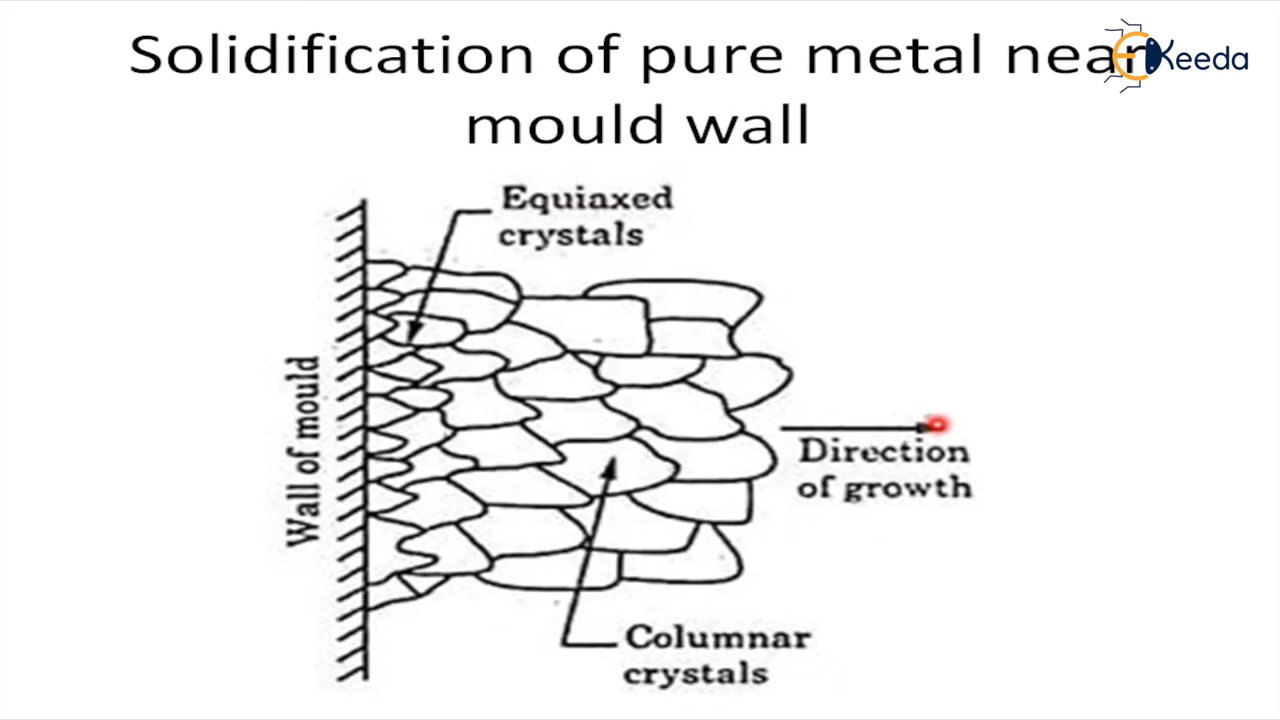 Solidification of pure metal near
mould wall
Keeda
Equiaxed
crystals
Wall of mould
Direction
of growth
Columnar
crystals